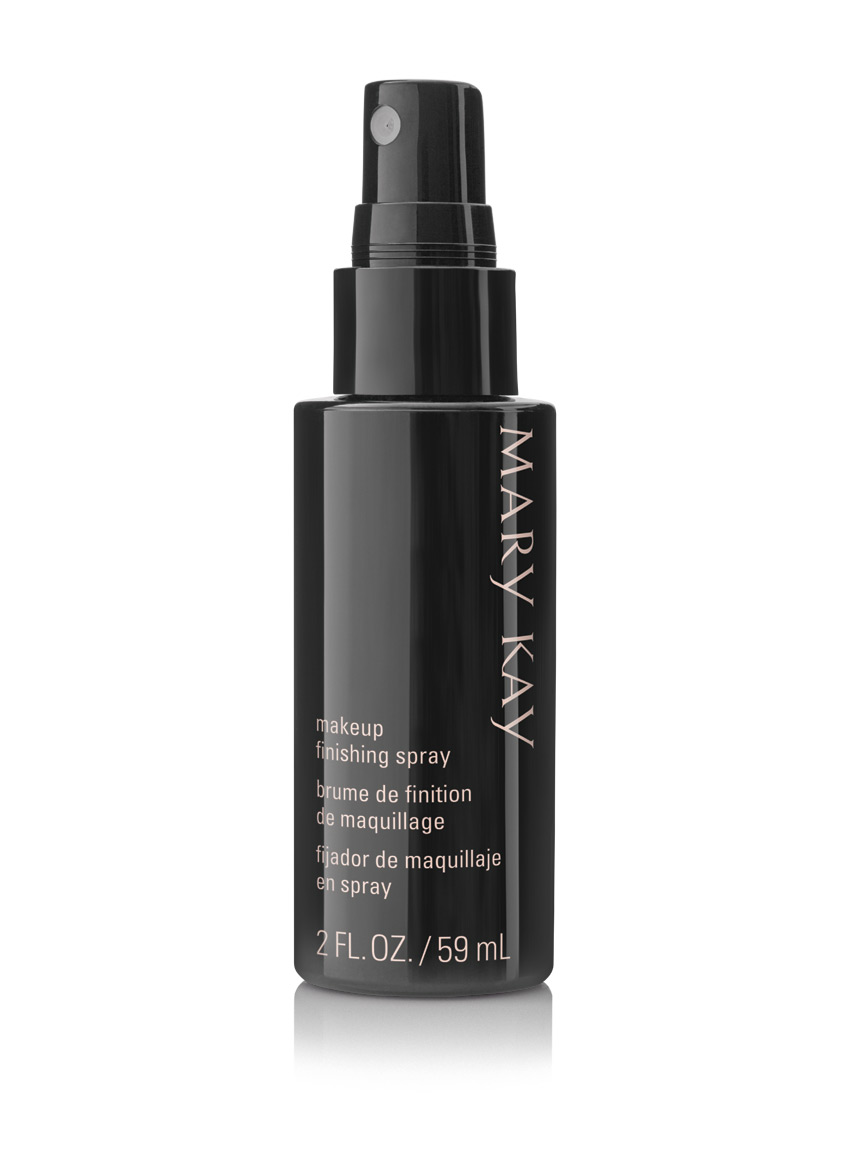 MARY KAY
makeup
finishing spray
brume de finition
de maquillage
fijador de maquillaje
en spray
2 FL. OZ. / 59 mL